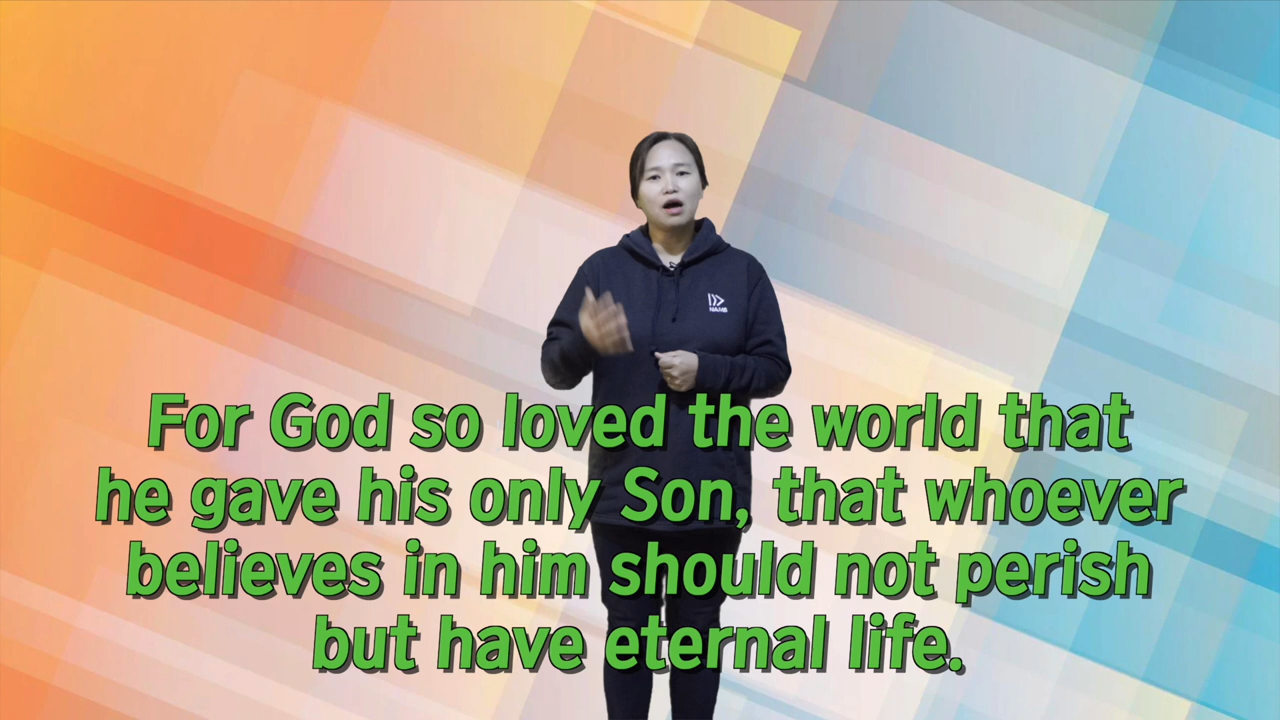 NAMB
For God so loved the world that
he gave his only Son, that whoever
believes in him should not perish
but have eternal life.